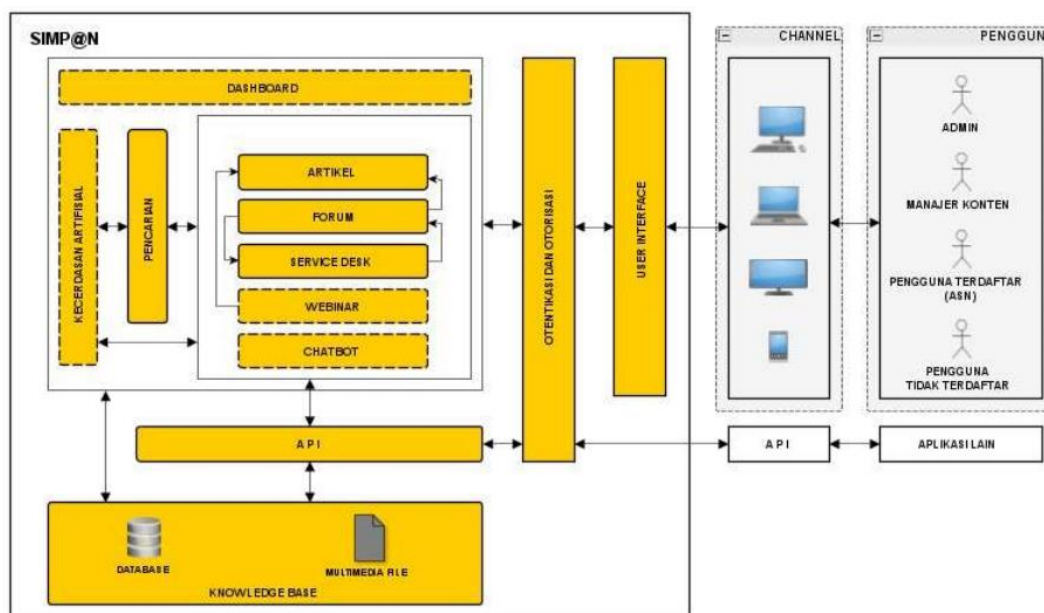 SIMP@N
CHANNEL
PENGGUN
DASHBOARD
KECERDASAN ARTIFISIAL
PENCARIAN
ARTIKEL
FORUM
SERVICE DESK
WEBINAR
CHATBOT
OTENTIKASI DAN OTORISASI
USER INTERFACE
ADMIN
MANAJER KONTEN
PENGGUNA TERDAFTAR
(ASN)
PENGGUNA
TIDAK TERDAFTAR
API
API
APLIKASI LAIN
DATABASE
MULTIMEDIA FILE
KNOWLEDGE BASE